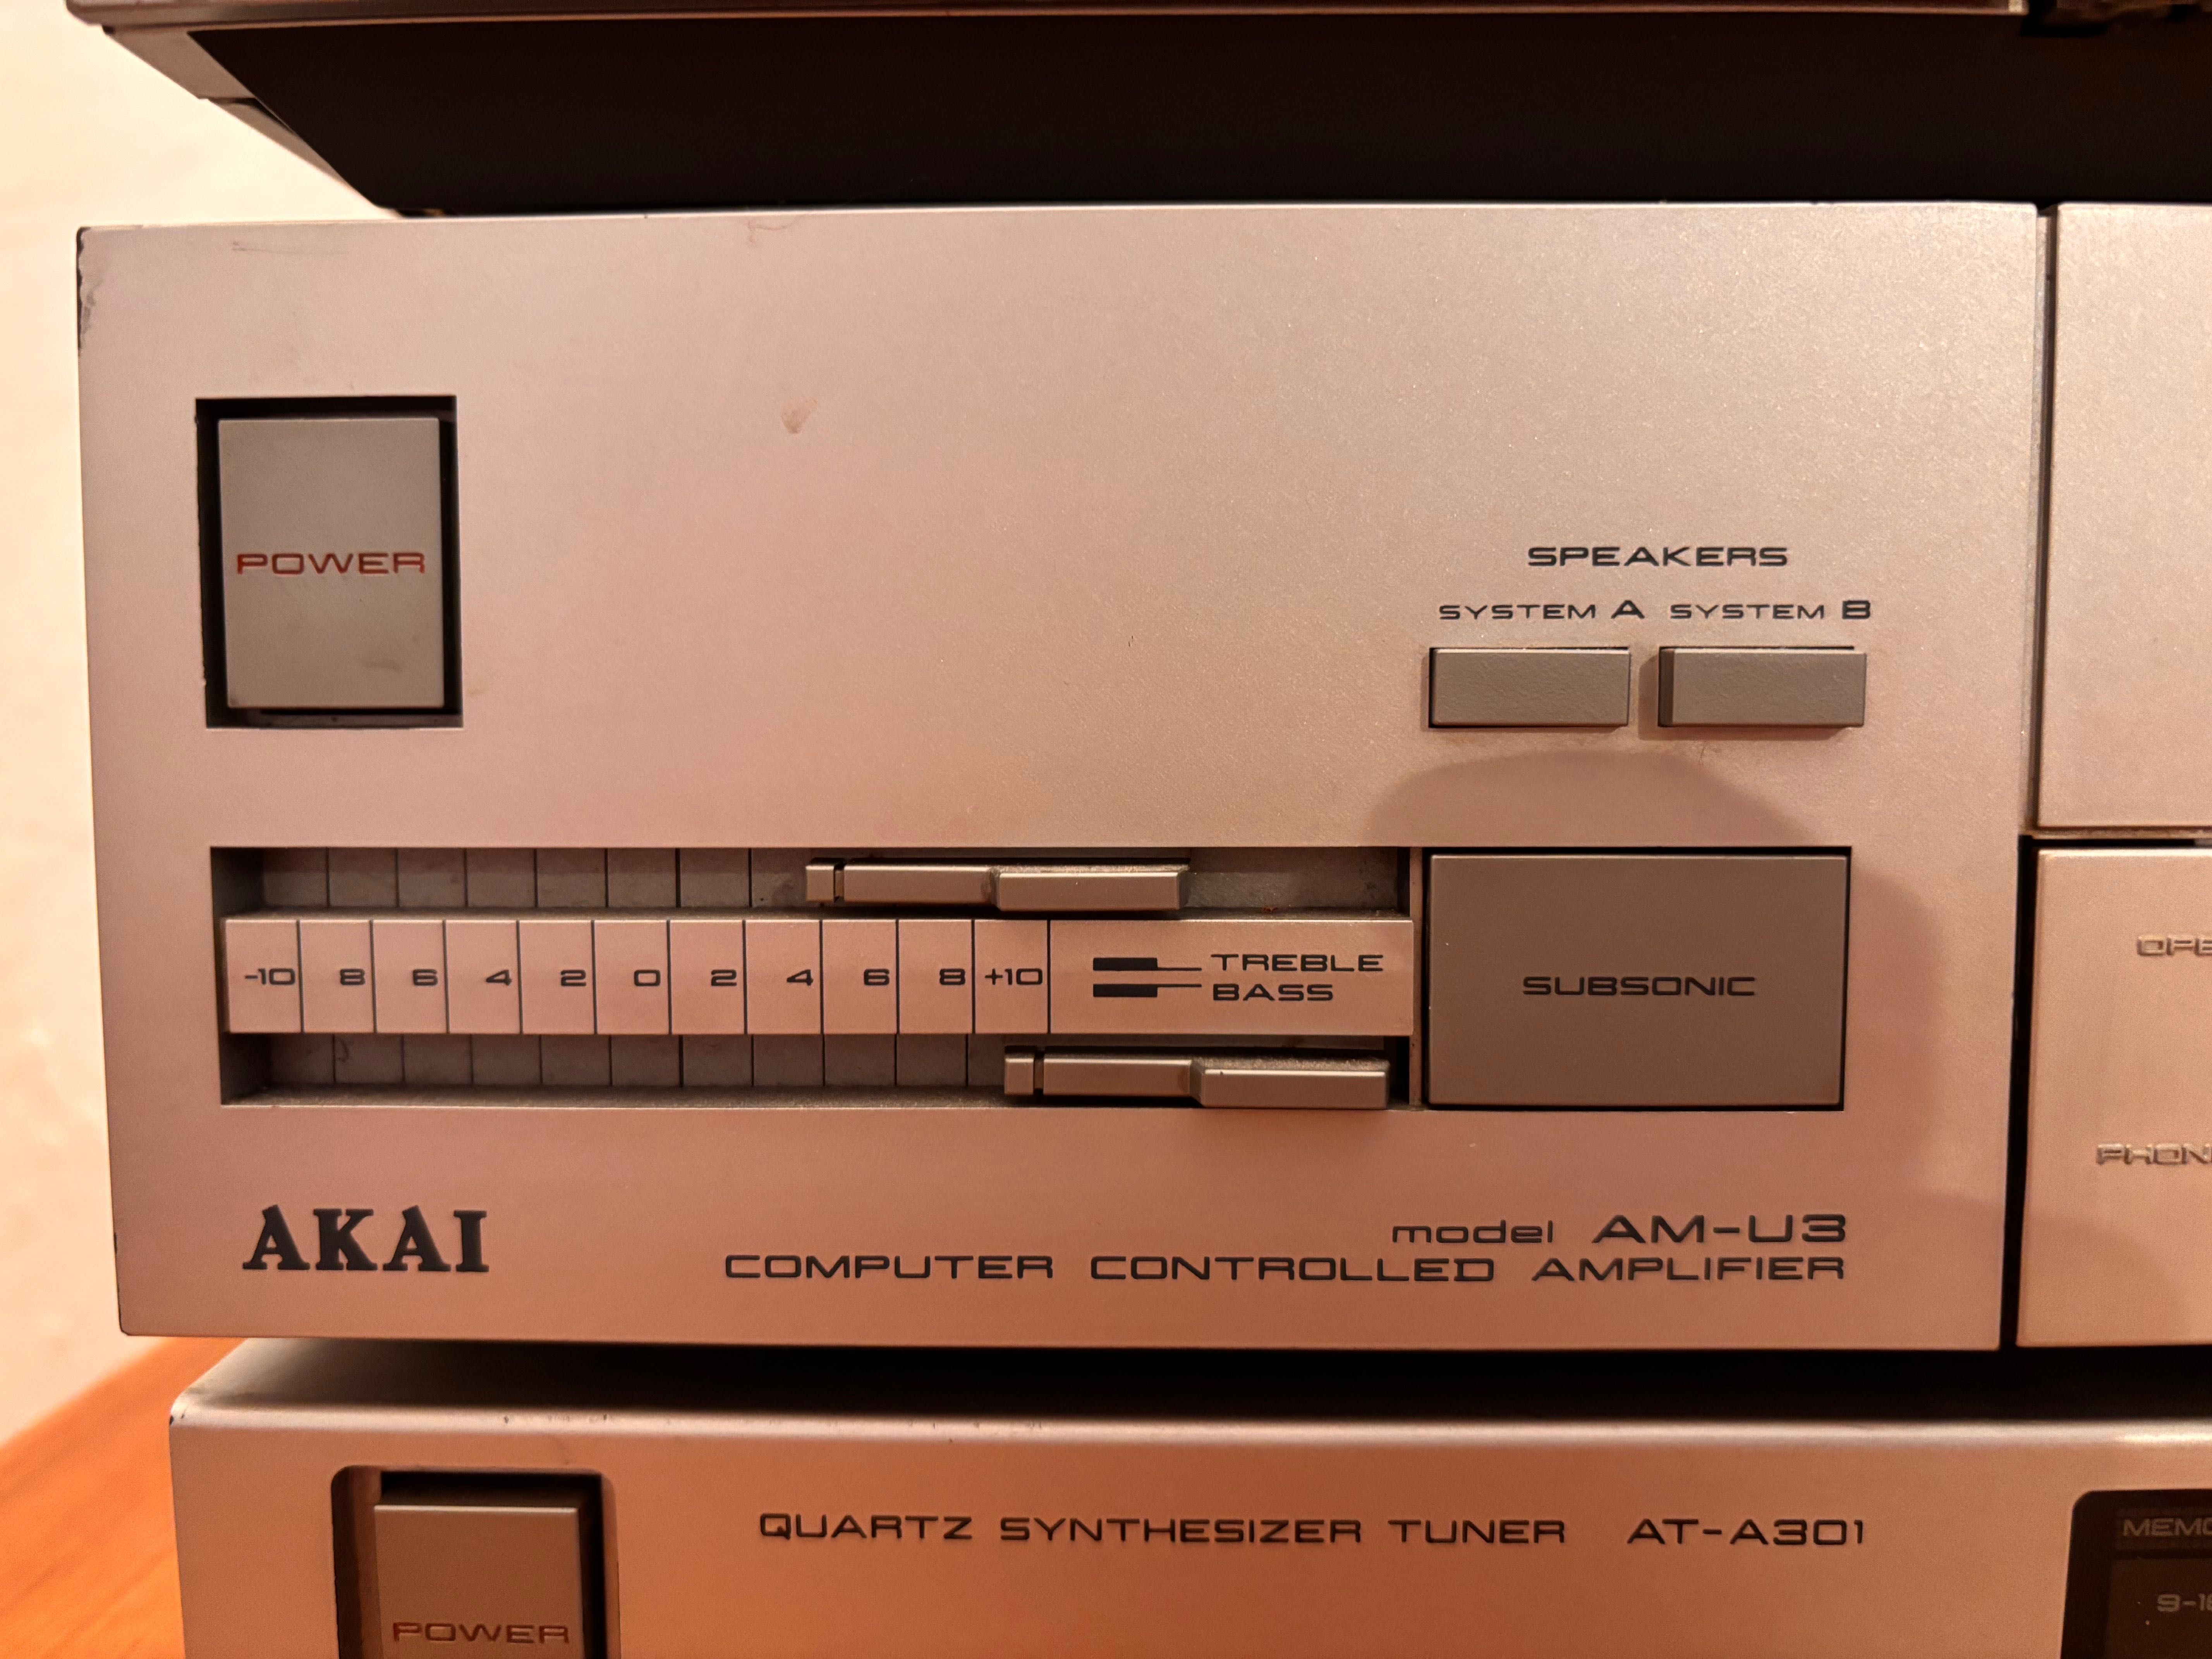 POWER
SPEAKERS
SYSTEM A SYSTEM B
-10 8 6 4 2 0 2 4 6 8 +10
TREBLE
BASS
SUBSONIC
AKAI
model AM-U3
COMPUTER CONTROLLED AMPLIFIER
QUARTZ SYNTHESIZER TUNER AT-A301
POWER